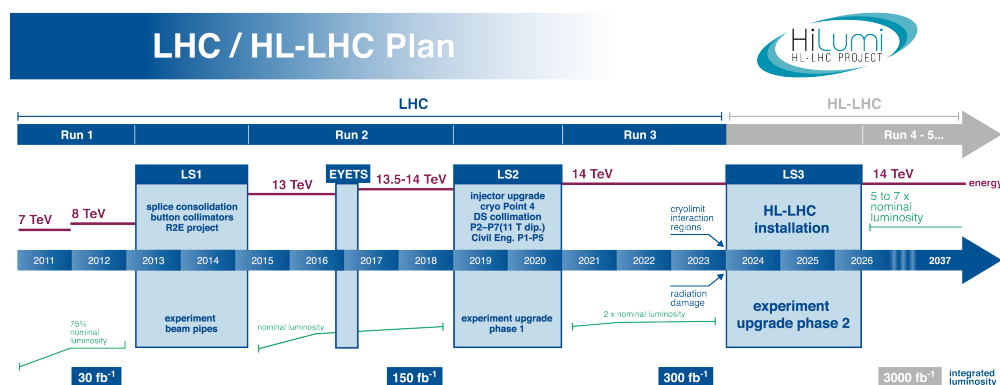 LHC / HL-LHC Plan
HiLumi
HL-LHC PROJECT
LHC
HL-LHC
Run 1
Run 2
Run 3
Run 4 - 5...
LS1
EYETS
LS2
LS3
7 TeV
8 TeV
13 TeV
13.5-14 TeV
14 TeV
14 TeV
energy
splice consolidation
button collimators
R2E project
injector upgrade
cryo Point 4
DS collimation
P2–P7(11 T dip.)
Civil Eng. P1-P5
cryolimit
interaction
regions
HL-LHC
installation
5 to 7 x
nominal
luminosity
2011
2012
2013
2014
2015
2016
2017
2018
2019
2020
2021
2022
2023
2024
2025
2026
2037
75%
nominal
luminosity
experiment
beam pipes
nominal luminosity
experiment upgrade
phase 1
2 x nominal luminosity
radiation
damage
experiment
upgrade phase 2
30 fb-1
150 fb-1
300 fb-1
3000 fb-1
integrated
luminosity